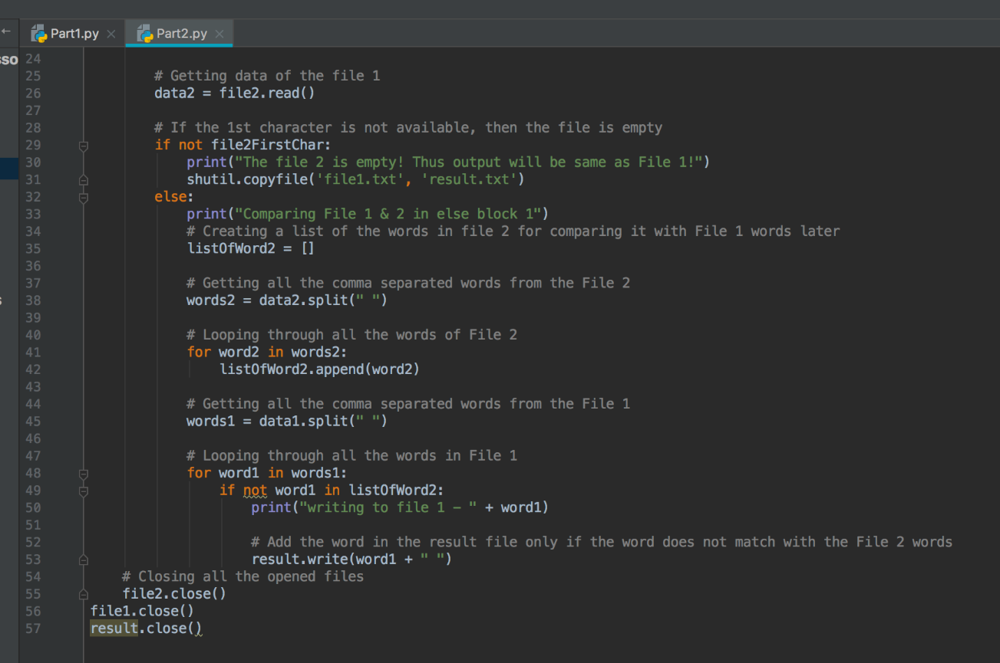 Part1.py
Part2.py
sso
24
25 # Getting data of the file 1
26 data2 = file2.read()
27
28 # If the 1st character is not available, then the file is empty
29 if not file2FirstChar:
30 print("The file 2 is empty! Thus output will be same as File 1!")
31 shutil.copyfile('file1.txt', 'result.txt')
32 else:
33 print("Comparing File 1 & 2 in else block 1")
34 # Creating a list of the words in file 2 for comparing it with File 1 words later
35 listOfWord2 = []
36
37 # Getting all the comma separated words from the File 2
38 words2 = data2.split(" ")
39
40 # Looping through all the words of File 2
41 for word2 in words2:
42 listOfWord2.append(word2)
43
44 # Getting all the comma separated words from the File 1
45 words1 = data1.split(" ")
46
47 # Looping through all the words in File 1
48 for word1 in words1:
49 if not word1 in listOfWord2:
50 print("writing to file 1 – " + word1)
51
52 # Add the word in the result file only if the word does not match with the File 2 words
53 result.write(word1 + " ")
54 # Closing all the opened files
55 file2.close()
56 file1.close()
57 result.close()